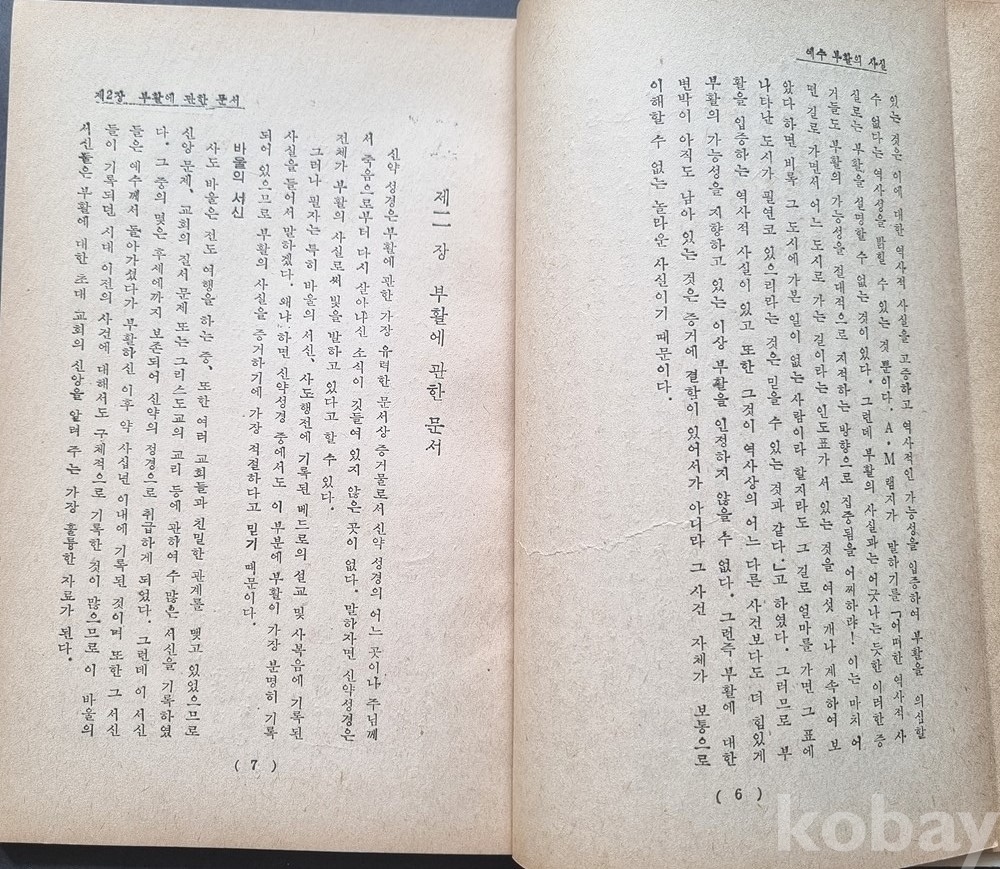 예수 부활의 사실
있는 것은 이에 대한 역사적 사실을 고증하고 역사적인 가능성을 입증하여 부활을 의심할
수 없다는 역사성을 밝힐 수 있는 것 뿐이다. A·M 램지가 말하기를 「어떠한 역사적 사
실로는 부활을 설명할 수 없는 것이 있다. 그런데 부활의 사실과는 어긋나는 듯한 이러한 증
거들도 부활의 가능성을 절대적으로 지적하는 방향으로 집중됨을 어찌하랴! 이는 마치 어
떤 길로 가면서 어느 도시로 가는 길이라는 인도표가 서 있는 것을 여섯 개나 계속하여 보
았다 하면 비록 그 도시에 가본 일이 없는 사람이라 할지라도 그 길로 얼마를 가면 그 표에
나타난 도시가 필연코 있으리라는 것은 믿을 수 있는 것과 같다.」고 하였다. 그러므로 부
활을 입증하는 역사적 사실이 있고 또한 그것이 역사상의 어느 다른 사건보다도 더 힘있게
부활의 가능성을 지향하고 있는 이상 부활을 인정하지 않을 수 없다. 그런즉 부활에 대한
변박이 아직도 남아 있는 것은 증거에 결함이 있어서가 아니라 그 사건 자체가 보통으로
이해할 수 없는 놀라운 사신이기 때문이다.
( 6 )
제2장 부활에 관한 문서
제二장 부활에 관한 문서
신약 성경은 부활에 관한 가장 유력한 문서상 증거물로서 신약 성경의 어느 곳이나 주님께
서 죽음으로부터 다시 살아나신 소식이 깃들여 있지 않은 곳이 없다. 말하자면 신약성경은
전체가 부활의 사실로써 빛을 발하고 있다고 할 수 있다.
그러나 필자는 특히 바울의 서신, 사도행전에 기록된 베드로의 설교 및 사복음에 기록된
사실을 들어서 말하겠다. 왜냐하면 신약성경 중에서도 이 부분에 부활이 가장 분명히 기록
되어 있으므로 부활의 사실을 증거하기에 가장 적절하다고 믿기 때문이다.
바울의 서신
사도 바울은 전도 여행을 하는 중, 또한 여러 교회들과 친밀한 관계를 맺고 있었으므로
신앙 문제, 교회의 질서 문제 또는 그리스도교의 교리 등에 관하여 수 많은 서신을 기록하였
다. 그 중의 몇은 후세에까지 보존되어 신약의 정경으로 취급하게 되었다. 그런데 이 서신
들은 예수께서 돌아가셨다가 부활하신 이후 약 사십년 이내에 기록된 것이며 또한 그 서신
들이 기록되던 시대 이전의 사건에 대해서도 구체적으로 기록한 것이 많으므로 이 바울의
서신들은 부활에 대한 초대 교회의 신앙을 알려 주는 가장 훌륭한 자료가 된다.
( 7 )
kobay